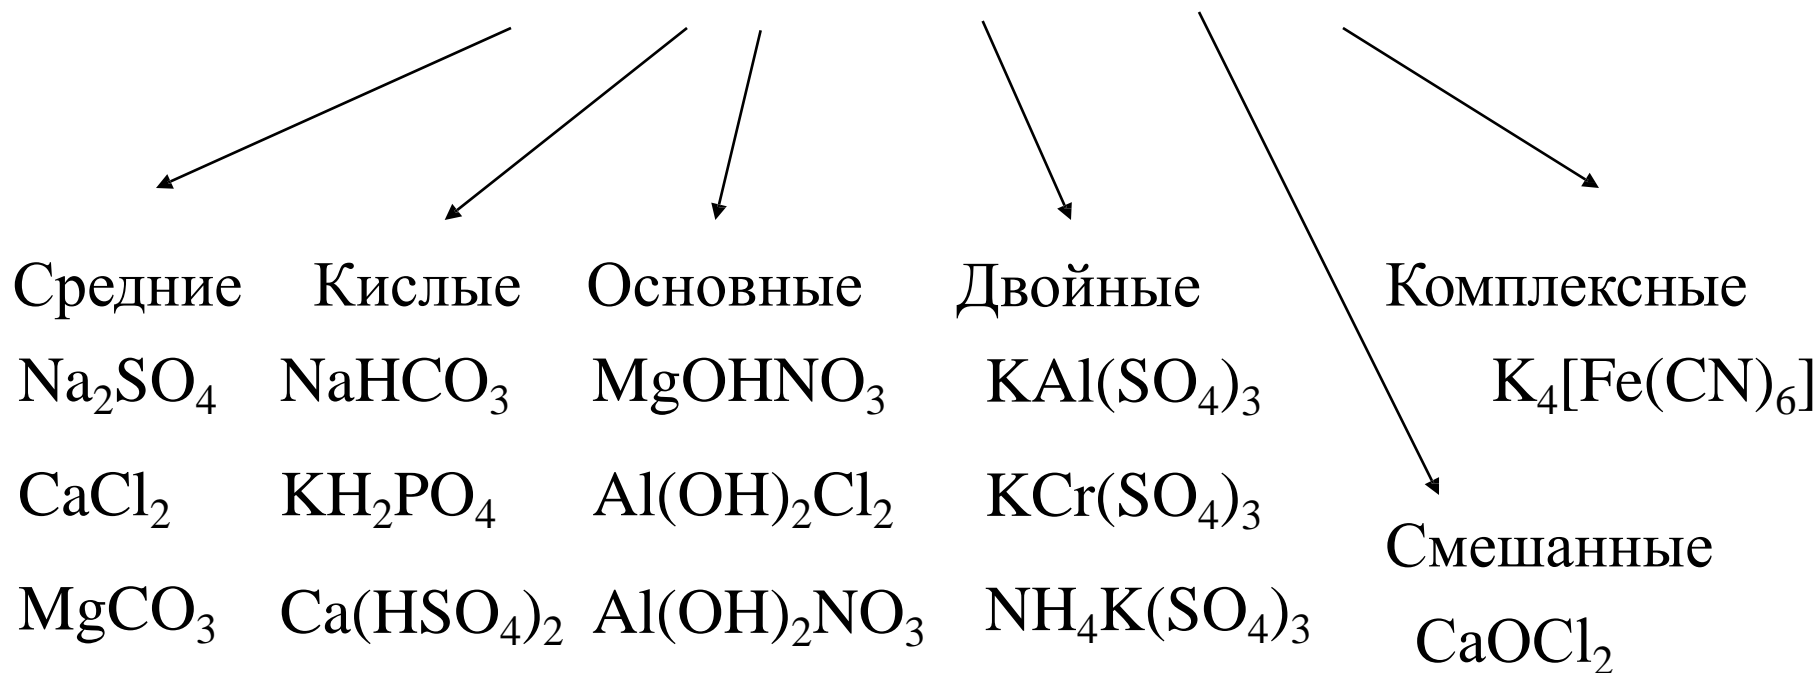 Средние
Na₂SO₄
CaCl₂
MgCO₃
Кислые
NaHCO₃
KH₂PO₄
Ca(HSO₄)₂
Основные
MgOHNO₃
Al(OH)₂Cl₂
Al(OH)₂NO₃
Двойные
KAl(SO₄)₃
KCr(SO₄)₃
NH₄K(SO₄)₃
Комплексные
K₄[Fe(CN)₆]
Смешанные
CaOCl₂